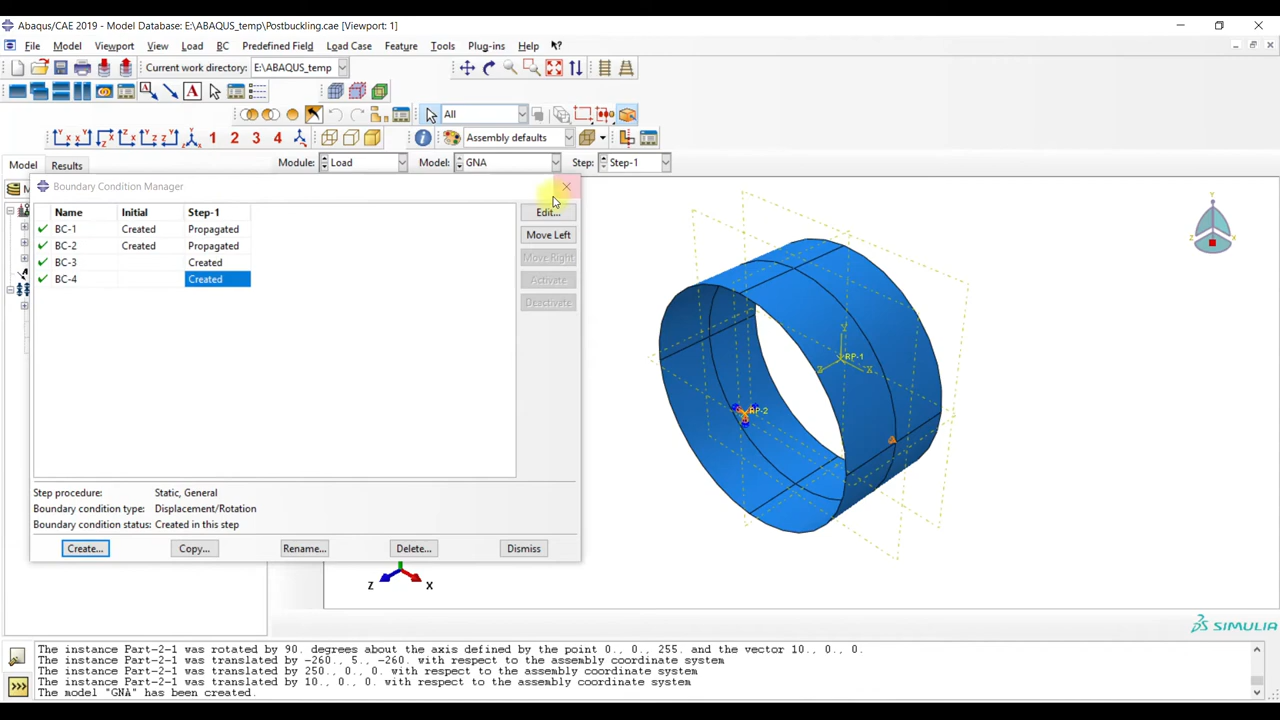 Abaqus/CAE 2019 - Model Database: E:\ABAQUS_temp\Postbuckling.cae [Viewport: 1]
File Model Viewport View Load BC Predefined Field Load Case Feature Tools Plug-ins Help
Current work directory: E:\ABAQUS_temp
A
All
1 2 3 4 Assembly defaults
Model Results Module: Load Model: GNA Step: Step-1
Boundary Condition Manager
Name Initial Step-1 Edit...
BC-1 Created Propagated
BC-2 Created Propagated
BC-3 Created
BC-4 Created
Move Left
Move Right
Activate
Deactivate
Step procedure: Static, General
Boundary condition type: Displacement/Rotation
Boundary condition status: Created in this step
Create... Copy... Rename... Delete... Dismiss
Y
Z X
Y
RP-1
Z X
RP-2
Z X
SIMULIA
The instance Part-2-1 was rotated by 90. degrees about the axis defined by the point 0., 0., 255. and the vector 10., 0., 0.
The instance Part-2-1 was translated by -260., 5., -260. with respect to the assembly coordinate system
The instance Part-2-1 was translated by 250., 0., 0. with respect to the assembly coordinate system
The instance Part-2-1 was translated by 10., 0., 0. with respect to the assembly coordinate system
The model "GNA" has been created.